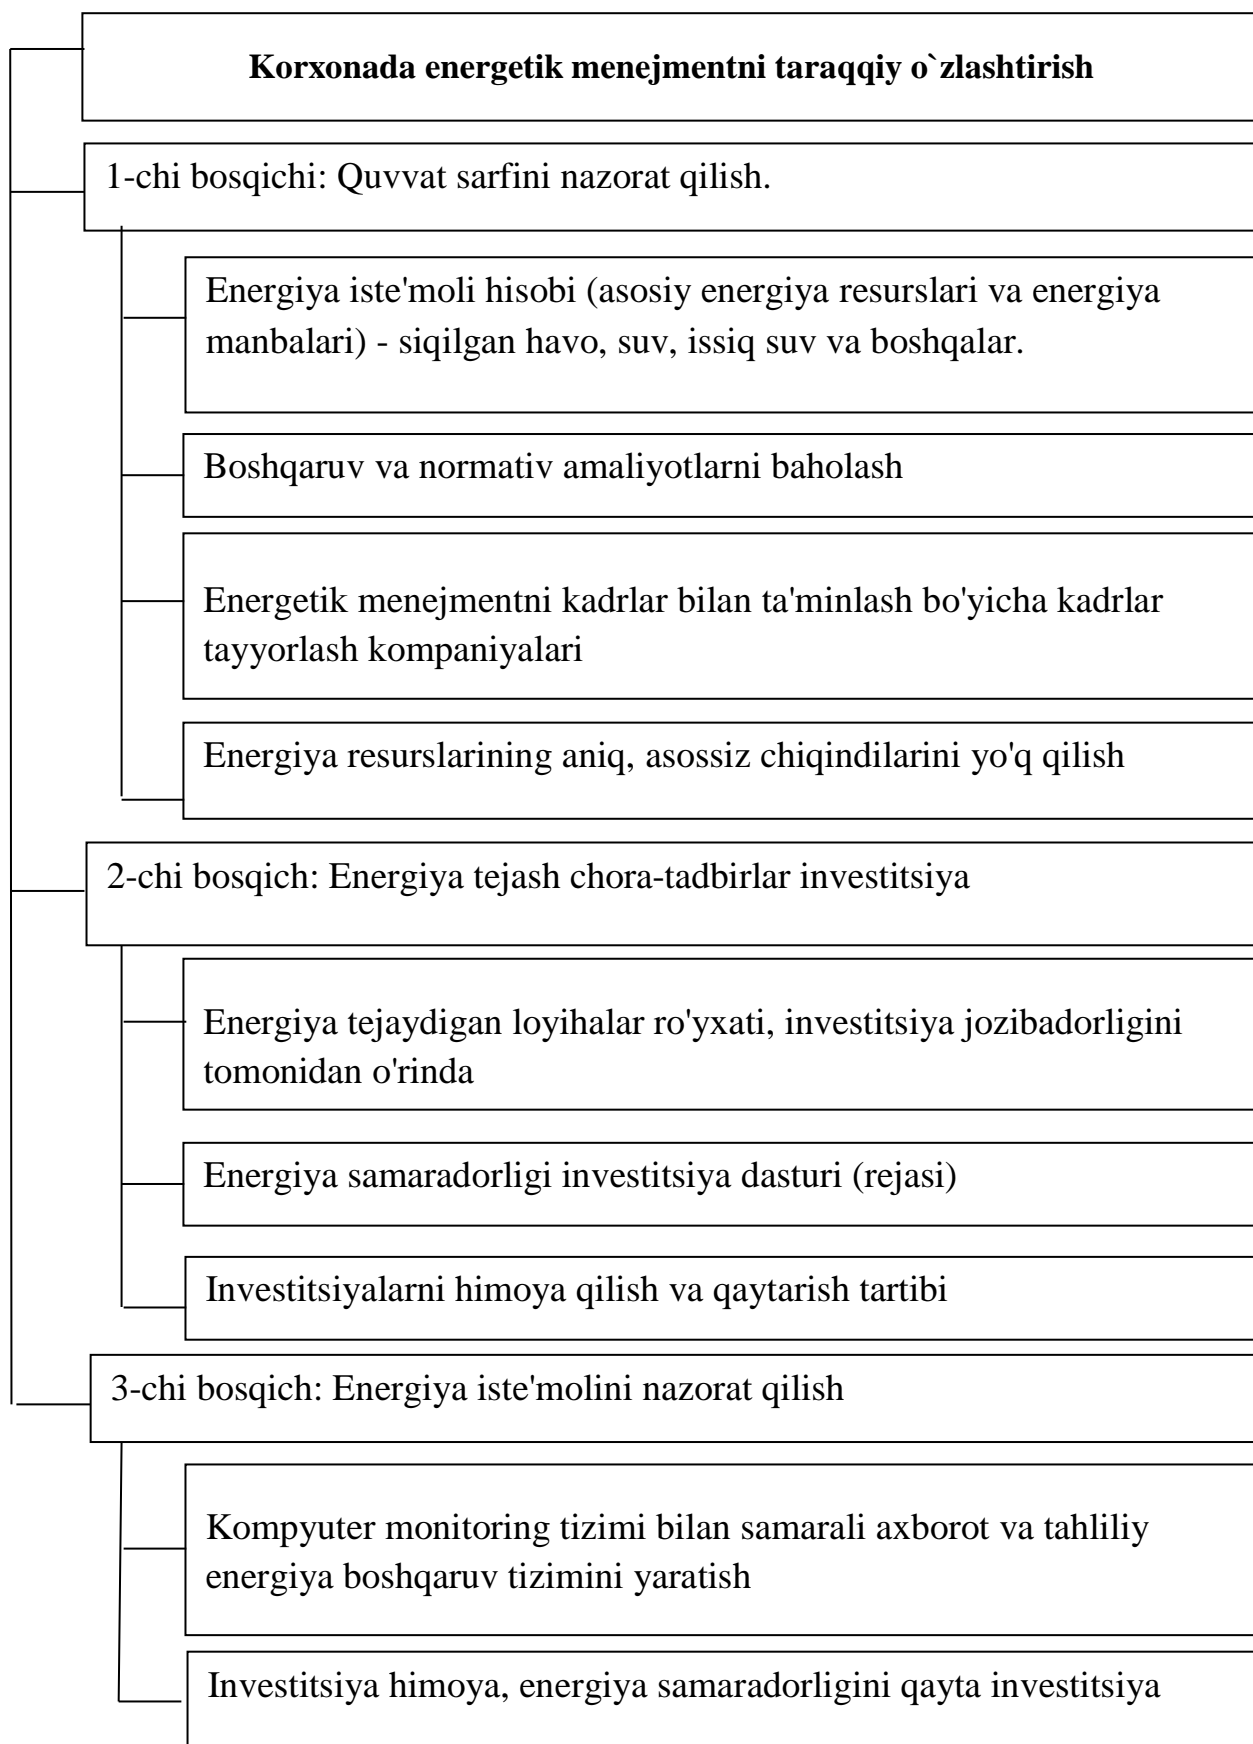 Korxonada energetik menejmentni taraqqiy o`zlashtirish
1-chi bosqichi: Quvvat sarfini nazorat qilish.
Energiya iste'moli hisobi (asosiy energiya resurslari va energiya
manbalari) - siqilgan havo, suv, issiq suv va boshqalar.
Boshqaruv va normativ amaliyotlarni baholash
Energetik menejmentni kadrlar bilan ta'minlash bo'yicha kadrlar
tayyorlash kompaniyalari
Energiya resurslarining aniq, asossiz chiqindilarini yo'q qilish
2-chi bosqich: Energiya tejash chora-tadbirlar investitsiya
Energiya tejaydigan loyihalar ro'yxati, investitsiya jozibadorligini
tomonidan o'rinda
Energiya samaradorligi investitsiya dasturi (rejasi)
Investitsiyalarni himoya qilish va qaytarish tartibi
3-chi bosqich: Energiya iste'molini nazorat qilish
Kompyuter monitoring tizimi bilan samarali axborot va tahliliy
energiya boshqaruv tizimini yaratish
Investitsiya himoya, energiya samaradorligini qayta investitsiya